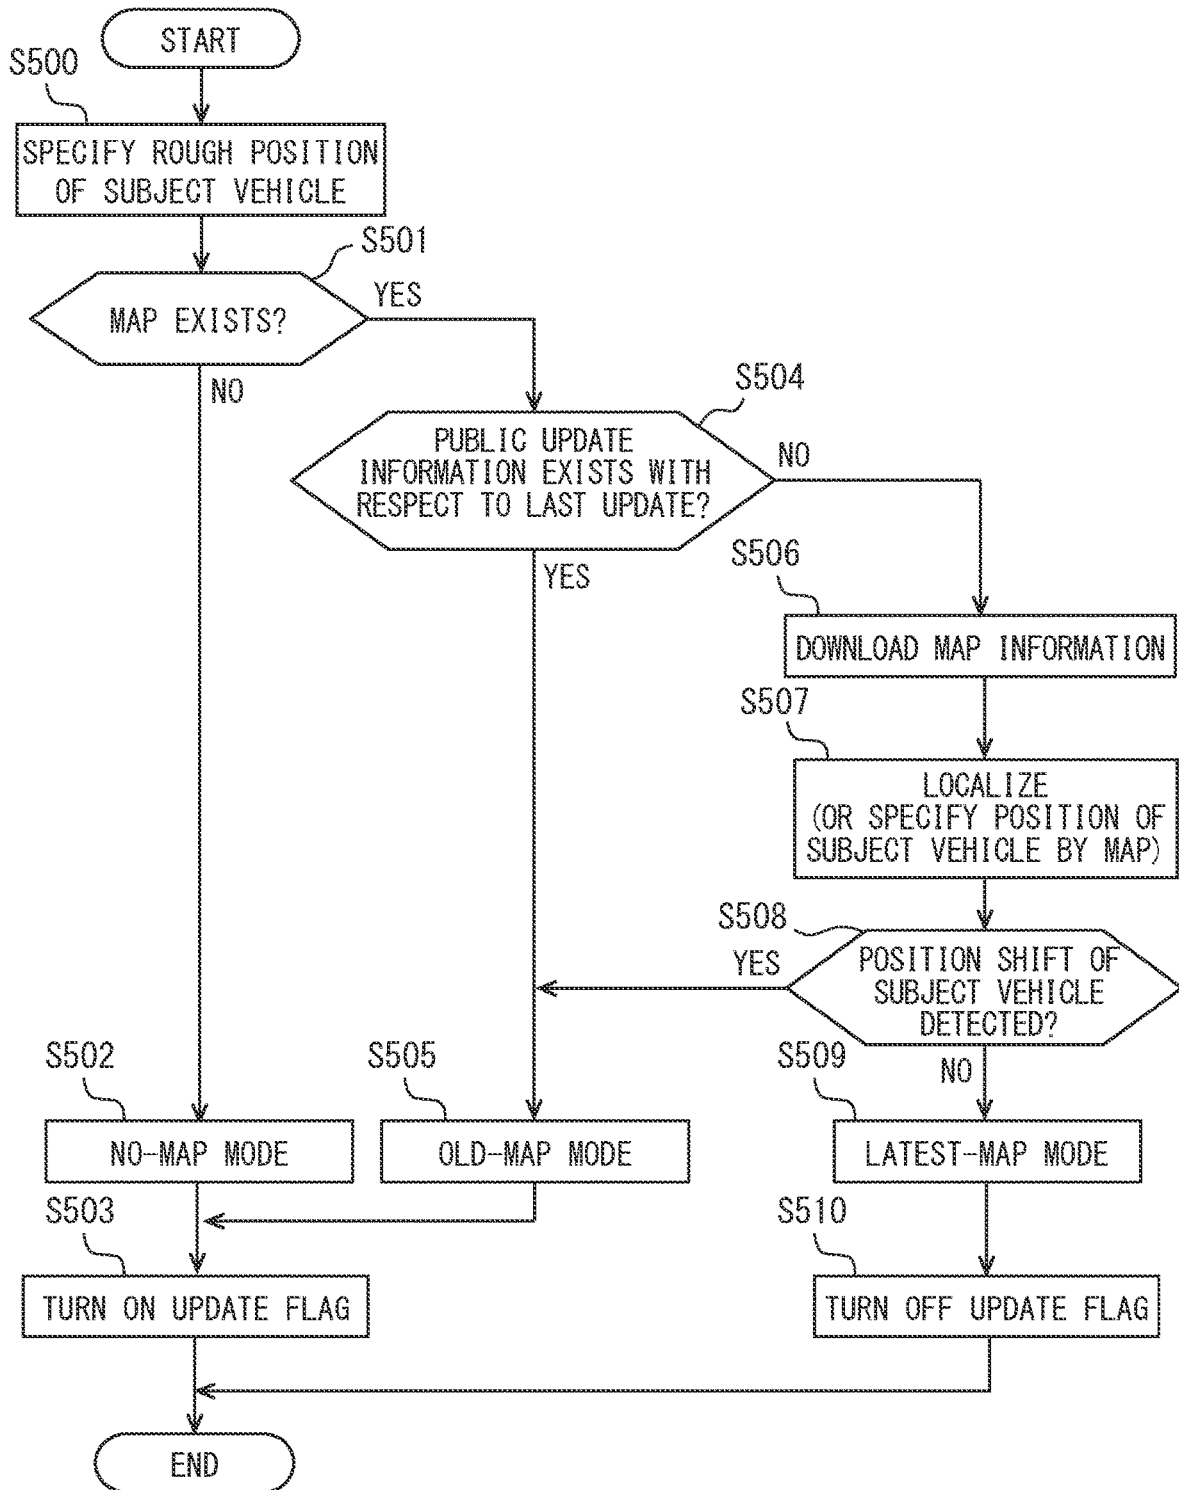 START
S500
SPECIFY ROUGH POSITION
OF SUBJECT VEHICLE
S501
MAP EXISTS?
YES
NO
S504
PUBLIC UPDATE
INFORMATION EXISTS WITH
RESPECT TO LAST UPDATE?
NO
YES
S506
DOWNLOAD MAP INFORMATION
S507
LOCALIZE
(OR SPECIFY POSITION OF
SUBJECT VEHICLE BY MAP)
S508
YES
POSITION SHIFT OF
SUBJECT VEHICLE
DETECTED?
NO
S502
NO-MAP MODE
S505
OLD-MAP MODE
S509
LATEST-MAP MODE
S503
TURN ON UPDATE FLAG
S510
TURN OFF UPDATE FLAG
END